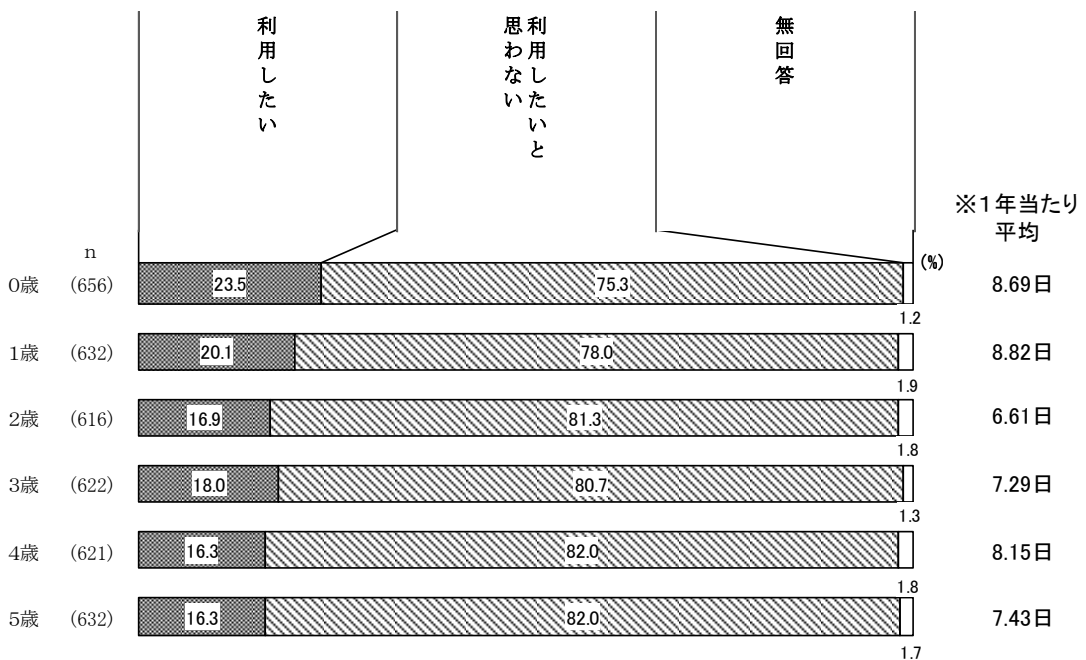 利用したい
利用したいと
思わない
無回答
※1年当たり
平均
n
(%)
0歳 (656) 23.5 75.3 1.2 8.69日
1歳 (632) 20.1 78.0 1.9 8.82日
2歳 (616) 16.9 81.3 1.8 6.61日
3歳 (622) 18.0 80.7 1.3 7.29日
4歳 (621) 16.3 82.0 1.8 8.15日
5歳 (632) 16.3 82.0 1.7 7.43日